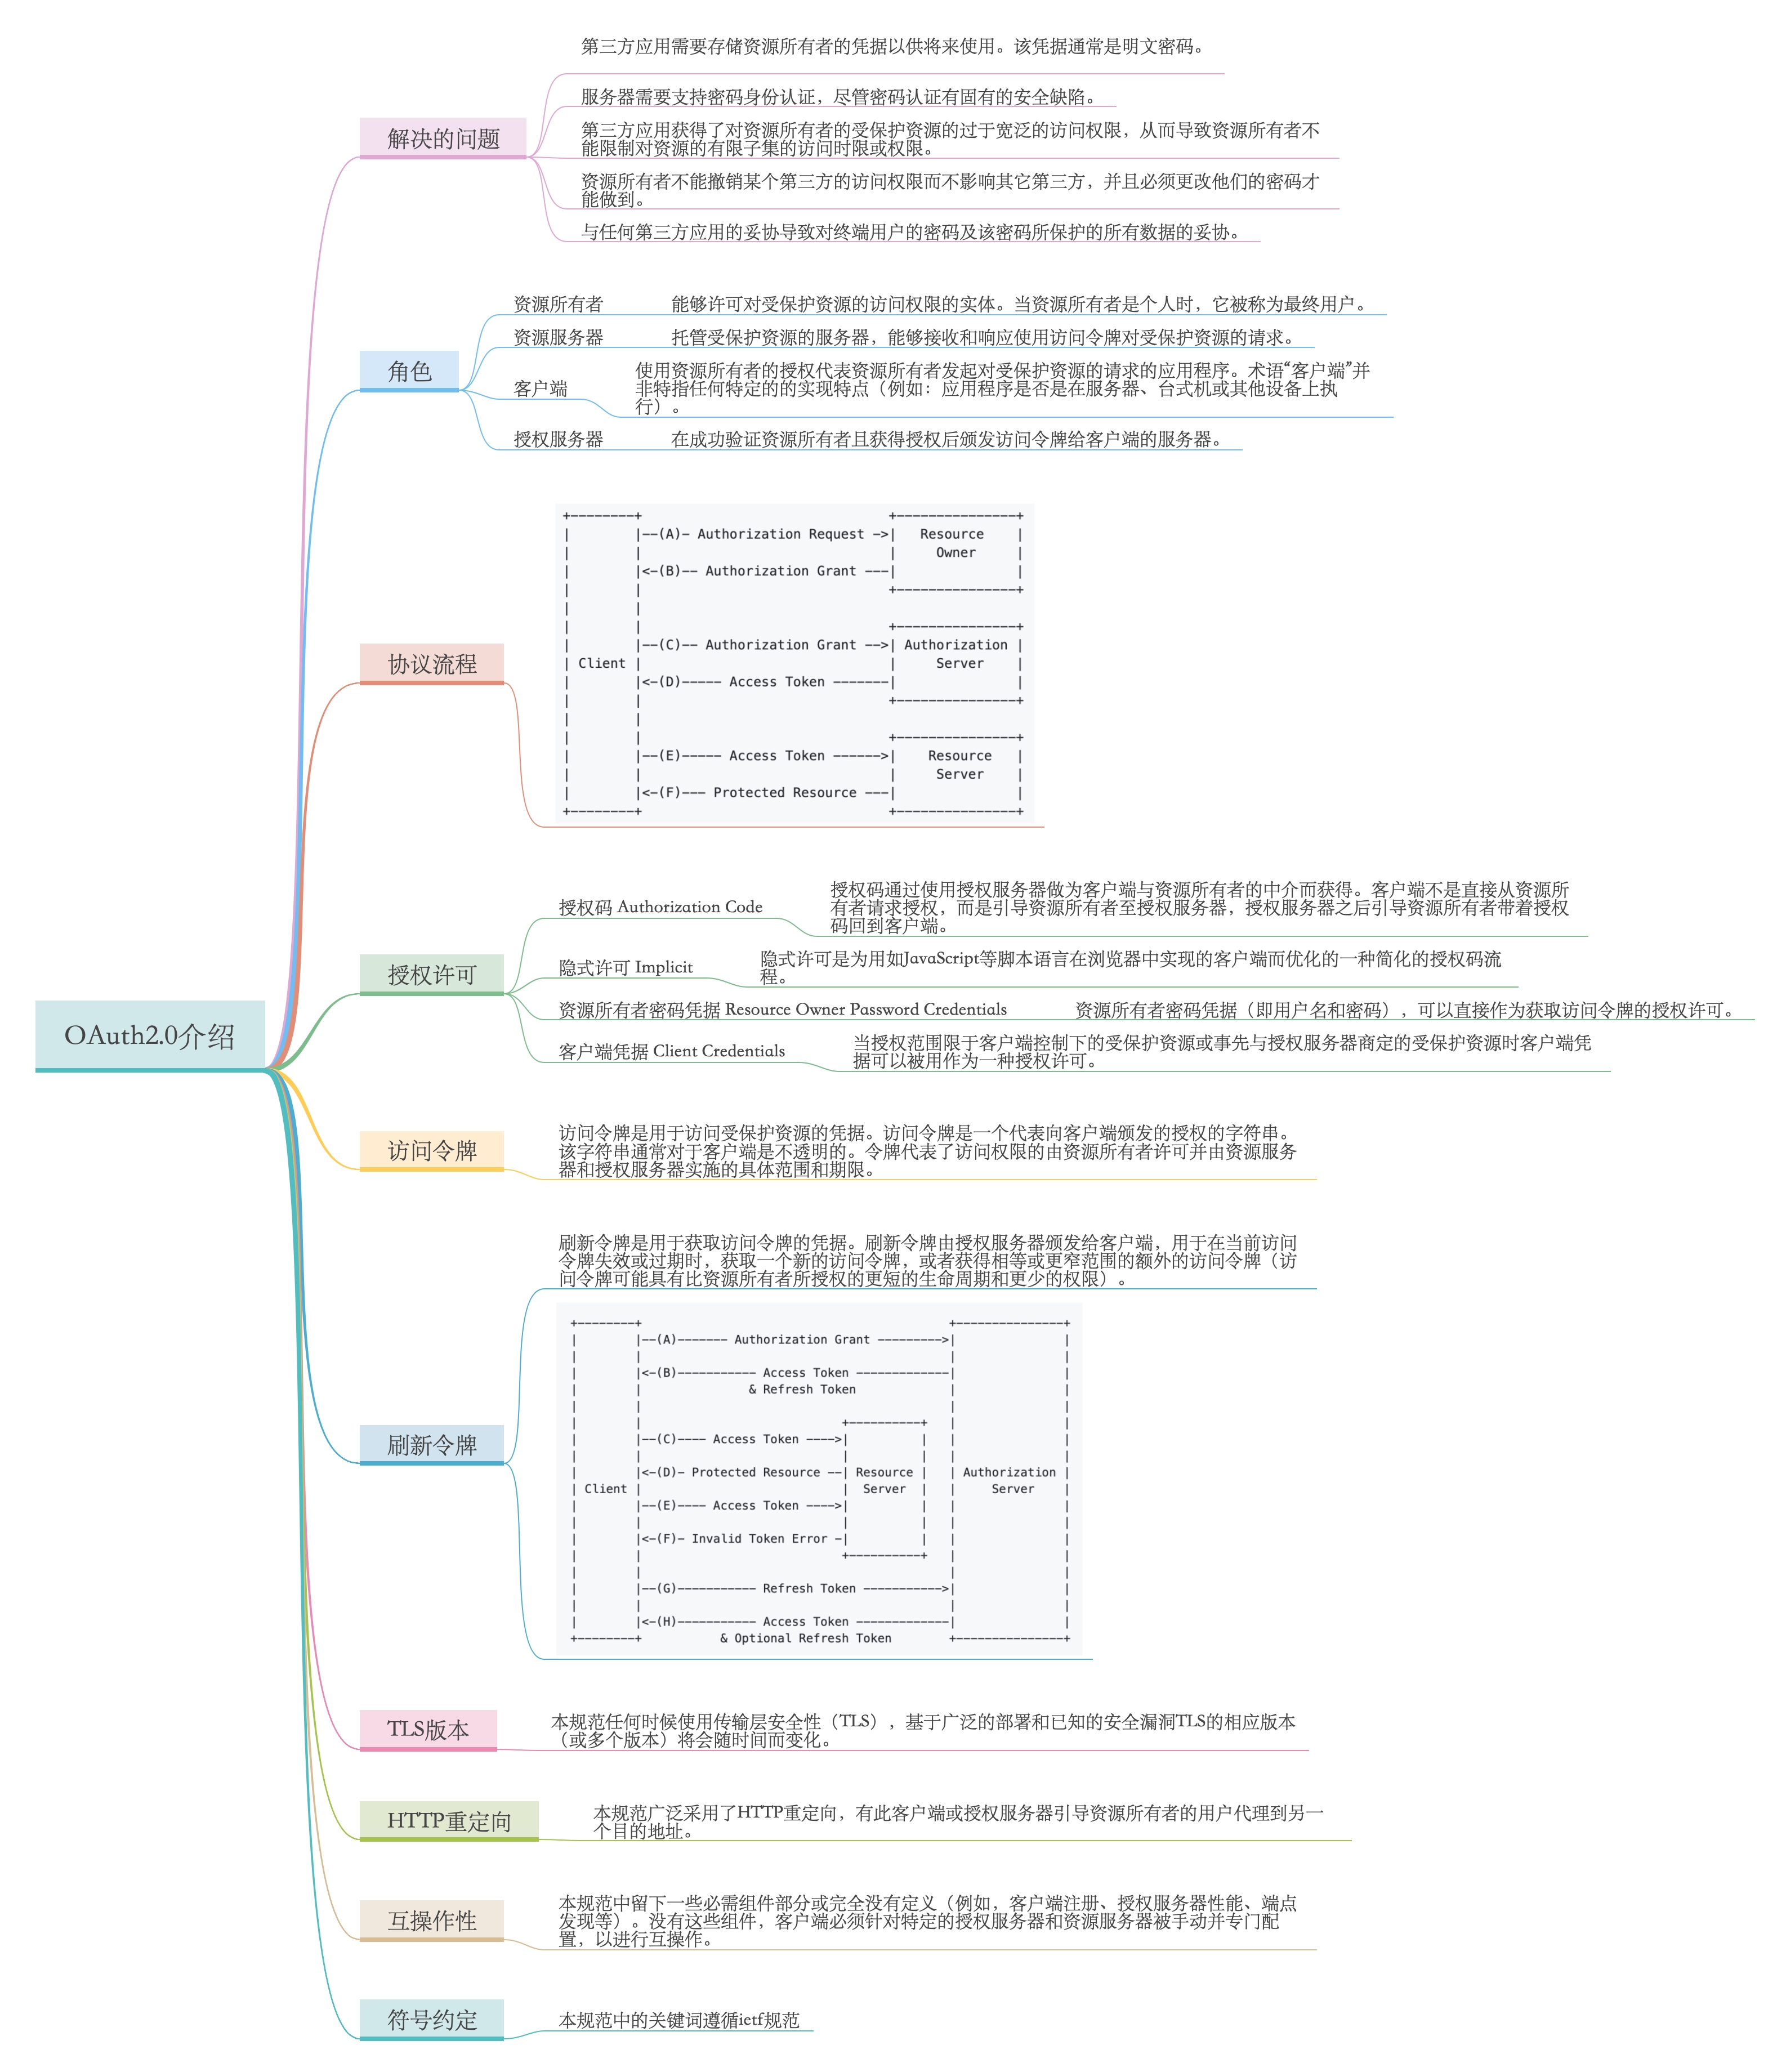 第三方应用需要存储资源所有者的凭据以供将来使用。该凭据通常是明文密码。
服务器需要支持密码身份认证，尽管密码认证有固有的安全缺陷。
解决的问题
第三方应用获得了对资源所有者的受保护资源的过于宽泛的访问权限，从而导致资源所有者不
能限制对资源的有限子集的访问时限或权限。
资源所有者不能撤销某个第三方的访问权限而不影响其它第三方，并且必须更改他们的密码才
能做到。
与任何第三方应用的妥协导致对终端用户的密码及该密码所保护的所有数据的妥协。
角色
资源所有者 能够许可对受保护资源的访问权限的实体。当资源所有者是个人时，它被称为最终用户。
资源服务器 托管受保护资源的服务器，能够接收和响应使用访问令牌对受保护资源的请求。
客户端
使用资源所有者的授权代表资源所有者发起对受保护资源的请求的应用程序。术语“客户端”并
非特指任何特定的的实现特点（例如：应用程序是否是在服务器、台式机或其他设备上执
行）。
授权服务器 在成功验证资源所有者且获得授权后颁发访问令牌给客户端的服务器。
协议流程
+--------+                               +---------------+
|        |--(A)- Authorization Request ->|   Resource    |
|        |                               |     Owner     |
|        |<-(B)-- Authorization Grant ---|               |
|        |                               +---------------+
|        |
|        |                               +---------------+
|        |--(C)-- Authorization Grant -->| Authorization |
| Client |                               |     Server    |
|        |<-(D)----- Access Token -------|               |
|        |                               +---------------+
|        |
|        |                               +---------------+
|        |--(E)----- Access Token ------>|    Resource   |
|        |                               |     Server    |
|        |<-(F)--- Protected Resource ---|               |
+--------+                               +---------------+
OAuth2.0介绍
授权许可
授权码 Authorization Code
授权码通过使用授权服务器做为客户端与资源所有者的中介而获得。客户端不是直接从资源所
有者请求授权，而是引导资源所有者至授权服务器，授权服务器之后引导资源所有者带着授权
码回到客户端。
隐式许可 Implicit
隐式许可是为用如JavaScript等脚本语言在浏览器中实现的客户端而优化的一种简化的授权码流
程。
资源所有者密码凭据 Resource Owner Password Credentials 资源所有者密码凭据（即用户名和密码），可以直接作为获取访问令牌的授权许可。
客户端凭据 Client Credentials
当授权范围限于客户端控制下的受保护资源或事先与授权服务器商定的受保护资源时客户端凭
据可以被用作为一种授权许可。
访问令牌
访问令牌是用于访问受保护资源的凭据。访问令牌是一个代表向客户端颁发的授权的字符串。
该字符串通常对于客户端是不透明的。令牌代表了访问权限的由资源所有者许可并由资源服务
器和授权服务器实施的具体范围和期限。
刷新令牌
刷新令牌是用于获取访问令牌的凭据。刷新令牌由授权服务器颁发给客户端，用于在当前访问
令牌失效或过期时，获取一个新的访问令牌，或者获得相等或更窄范围的额外的访问令牌（访
问令牌可能具有比资源所有者所授权的更短的生命周期和更少的权限）。
+--------+                                           +---------------+
|        |--(A)------- Authorization Grant --------->|               |
|        |                                           |               |
|        |<-(B)----------- Access Token -------------|               |
|        |               & Refresh Token             |               |
|        |                                           |               |
|        |                            +----------+   |               |
|        |--(C)---- Access Token ---->|          |   |               |
|        |                            |          |   |               |
|        |<-(D)- Protected Resource --| Resource |   | Authorization |
| Client |                            |  Server  |   |     Server    |
|        |--(E)---- Access Token ---->|          |   |               |
|        |                            |          |   |               |
|        |<-(F)- Invalid Token Error -|          |   |               |
|        |                            +----------+   |               |
|        |                                           |               |
|        |--(G)----------- Refresh Token ----------->|               |
|        |                                           |               |
|        |<-(H)----------- Access Token -------------|               |
+--------+           & Optional Refresh Token        +---------------+
TLS版本
本规范任何时候使用传输层安全性（TLS），基于广泛的部署和已知的安全漏洞TLS的相应版本
（或多个版本）将会随时间而变化。
HTTP重定向
本规范广泛采用了HTTP重定向，有此客户端或授权服务器引导资源所有者的用户代理到另一
个目的地址。
互操作性
本规范中留下一些必需组件部分或完全没有定义（例如，客户端注册、授权服务器性能、端点
发现等）。没有这些组件，客户端必须针对特定的授权服务器和资源服务器被手动并专门配
置，以进行互操作。
符号约定
本规范中的关键词遵循ietf规范